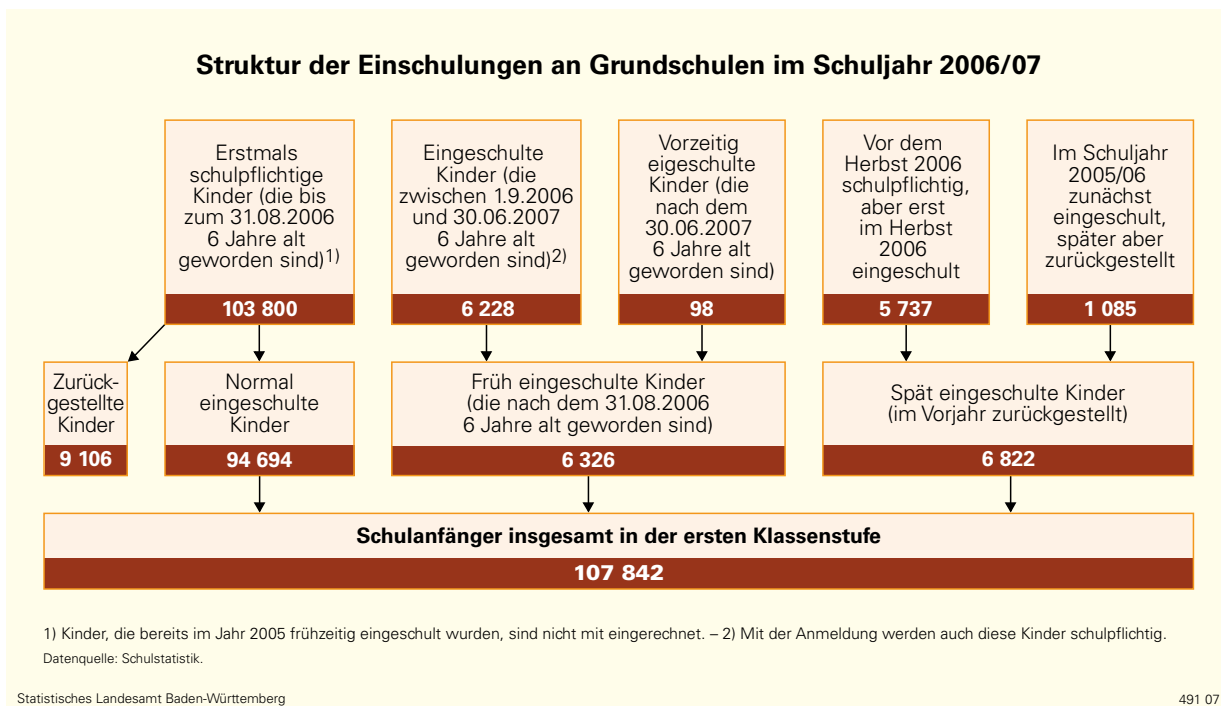 Struktur der Einschulungen an Grundschulen im Schuljahr 2006/07
Erstmals
schulpflichtige
Kinder (die bis
zum 31.08.2006
6 Jahre alt
geworden sind)1)
103 800
Eingeschulte
Kinder (die
zwischen 1.9.2006
und 30.06.2007
6 Jahre alt
geworden sind)2)
6 228
Vorzeitig
eigeschulte
Kinder (die
nach dem
30.06.2007
6 Jahre alt
geworden sind)
98
Vor dem
Herbst 2006
schulpflichtig,
aber erst
im Herbst
2006
eingeschult
5 737
Im Schuljahr
2005/06
zunächst
eingeschult,
später aber
zurückgestellt
1 085
Zurück-
gestellte
Kinder
9 106
Normal
eingeschulte
Kinder
94 694
Früh eingeschulte Kinder
(die nach dem 31.08.2006
6 Jahre alt geworden sind)
6 326
Spät eingeschulte Kinder
(im Vorjahr zurückgestellt)
6 822
Schulanfänger insgesamt in der ersten Klassenstufe
107 842
1) Kinder, die bereits im Jahr 2005 frühzeitig eingeschult wurden, sind nicht mit eingerechnet. – 2) Mit der Anmeldung werden auch diese Kinder schulpflichtig.
Datenquelle: Schulstatistik.
Statistisches Landesamt Baden-Württemberg
491 07